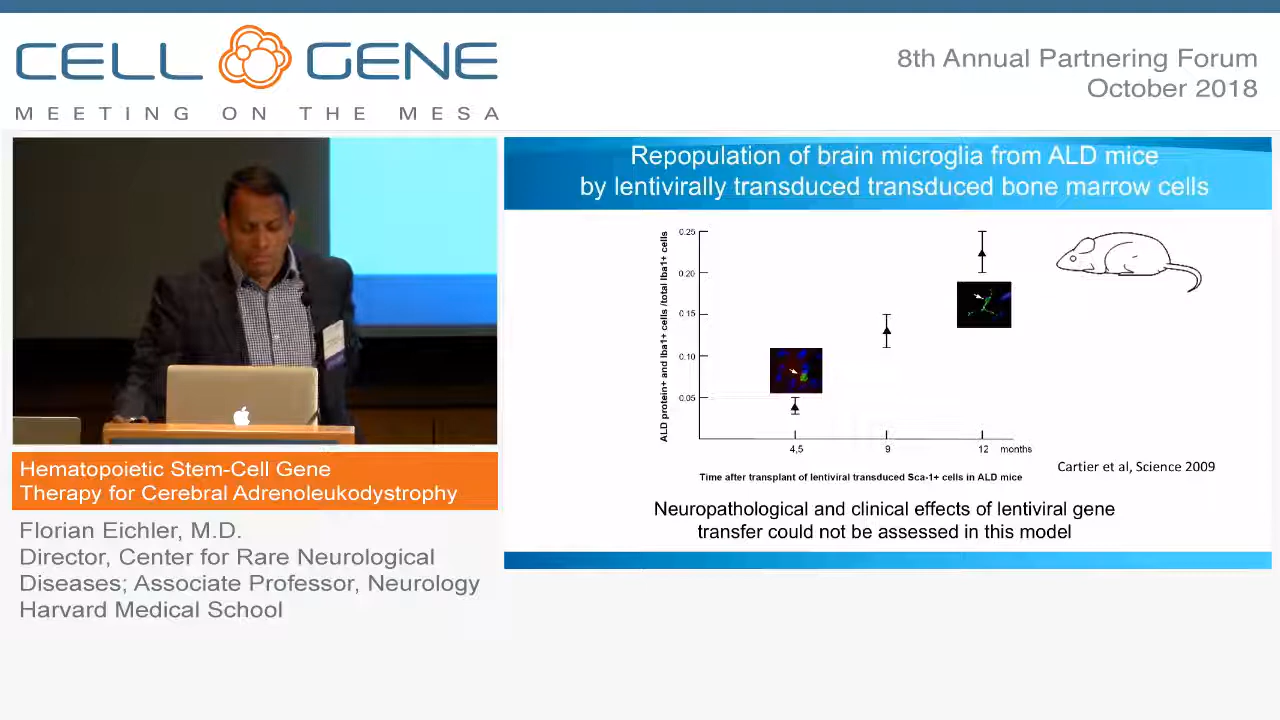 CELL GENE
MEETING ON THE MESA
8th Annual Partnering Forum
October 2018
Repopulation of brain microglia from ALD mice
by lentivirally transduced transduced bone marrow cells
ALD protein+ and Iba1+ cells /total Iba1+ cells
0.25
0.20
0.15
0.10
0.05
4,5
9
12
months
Time after transplant of lentiviral transduced Sca-1+ cells in ALD mice
Cartier et al, Science 2009
Neuropathological and clinical effects of lentiviral gene
transfer could not be assessed in this model
Hematopoietic Stem-Cell Gene
Therapy for Cerebral Adrenoleukodystrophy
Florian Eichler, M.D.
Director, Center for Rare Neurological
Diseases; Associate Professor, Neurology
Harvard Medical School